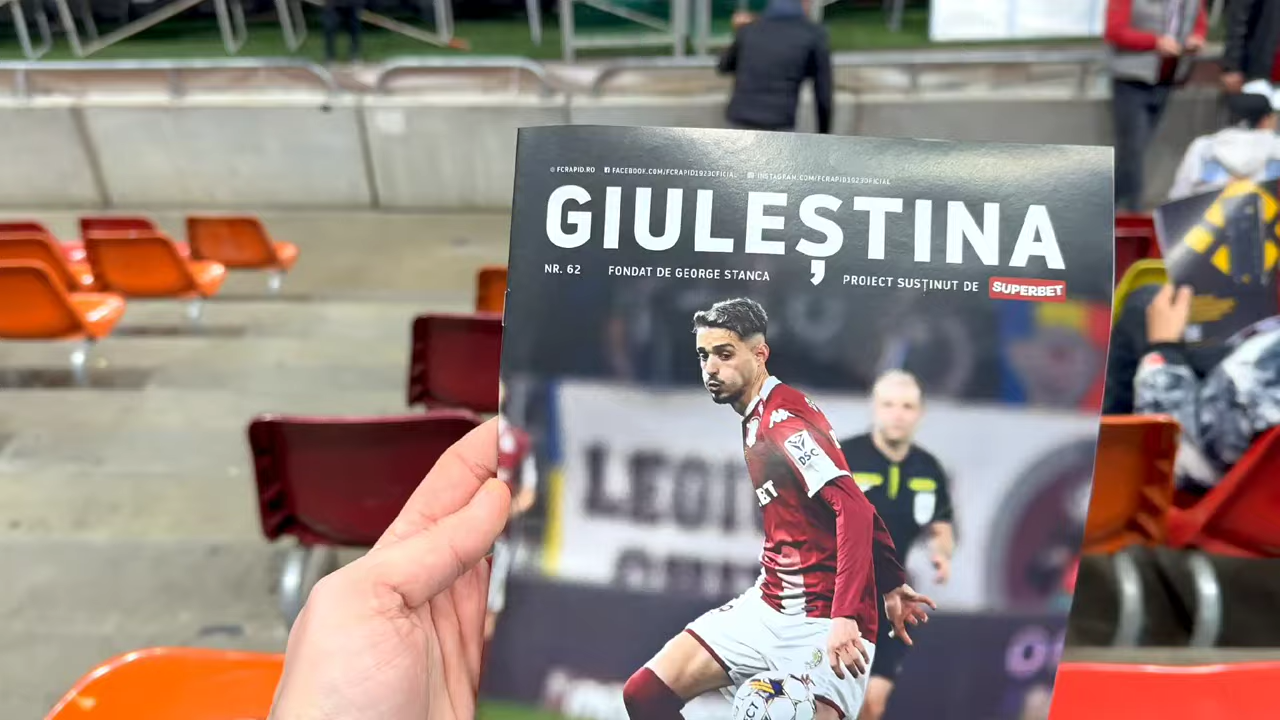 FCRAPID.RO FACEBOOK.COM/FCRAPID1923OFICIAL INSTAGRAM.COM/FCRAPID1923OFICIAL
GIULEȘTINA
NR. 62 FONDAT DE GEORGE STANCA PROIECT SUSȚINUT DE SUPERBET
DSC